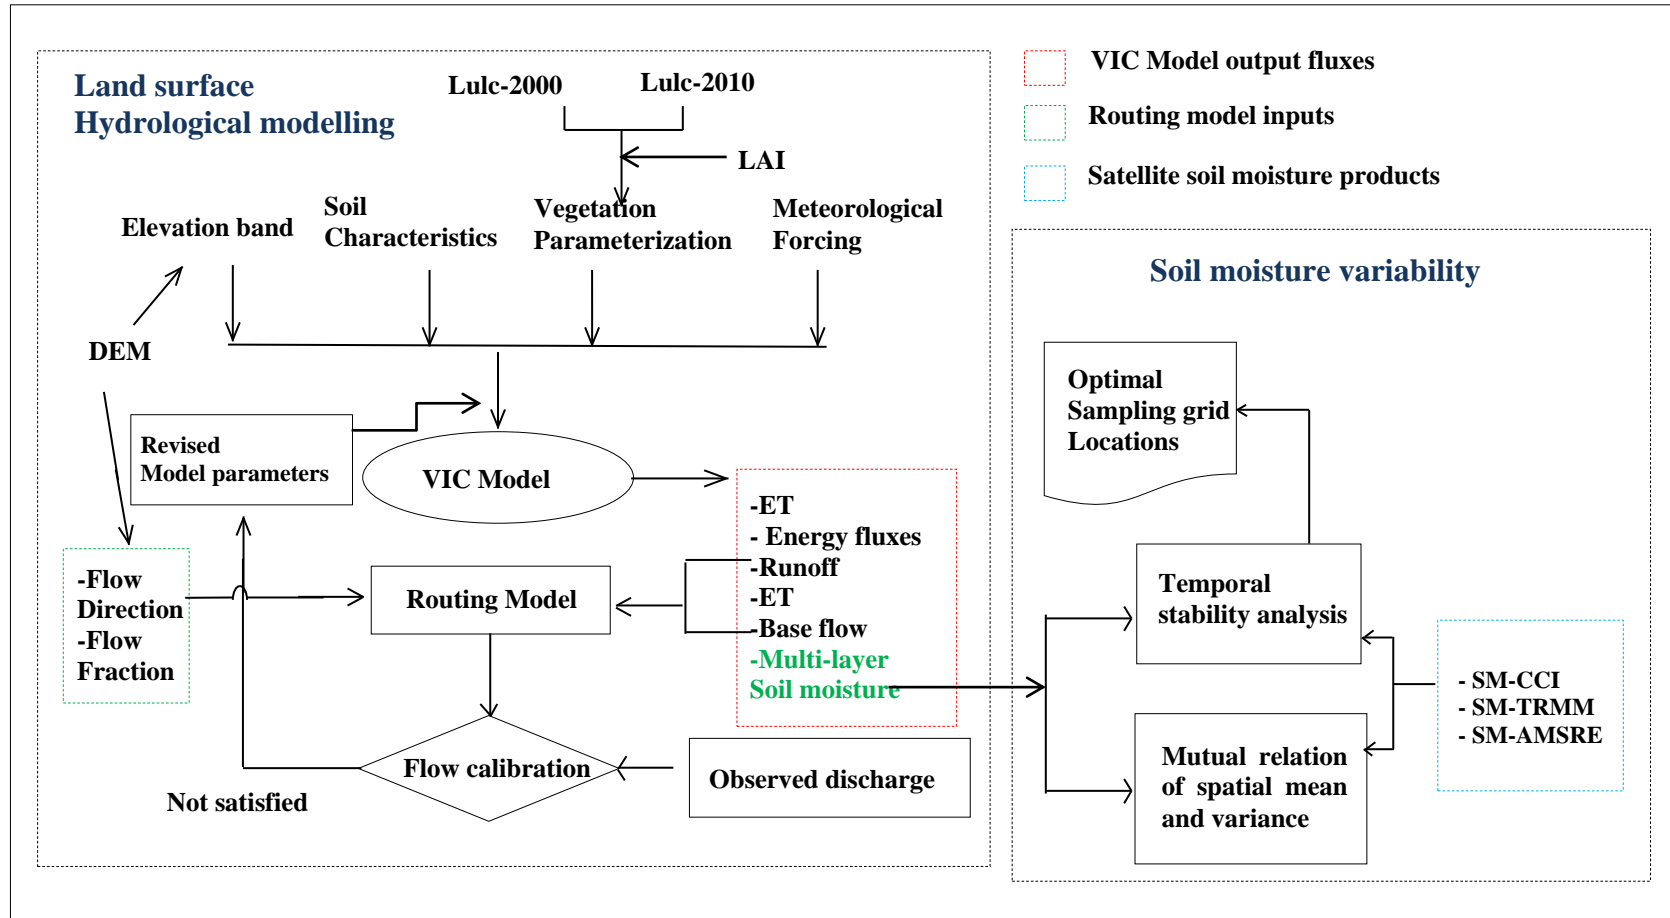 Land surface
Hydrological modelling
Lulc-2000
Lulc-2010
LAI
Elevation band
Soil
Characteristics
Vegetation
Parameterization
Meteorological
Forcing
DEM
Revised
Model parameters
VIC Model
-ET
- Energy fluxes
-Runoff
-ET
-Base flow
-Multi-layer
Soil moisture
-Flow
Direction
-Flow
Fraction
Routing Model
Flow calibration
Observed discharge
Not satisfied
VIC Model output fluxes
Routing model inputs
Satellite soil moisture products
Soil moisture variability
Optimal
Sampling grid
Locations
Temporal
stability analysis
Mutual relation
of spatial mean
and variance
- SM-CCI
- SM-TRMM
- SM-AMSRE